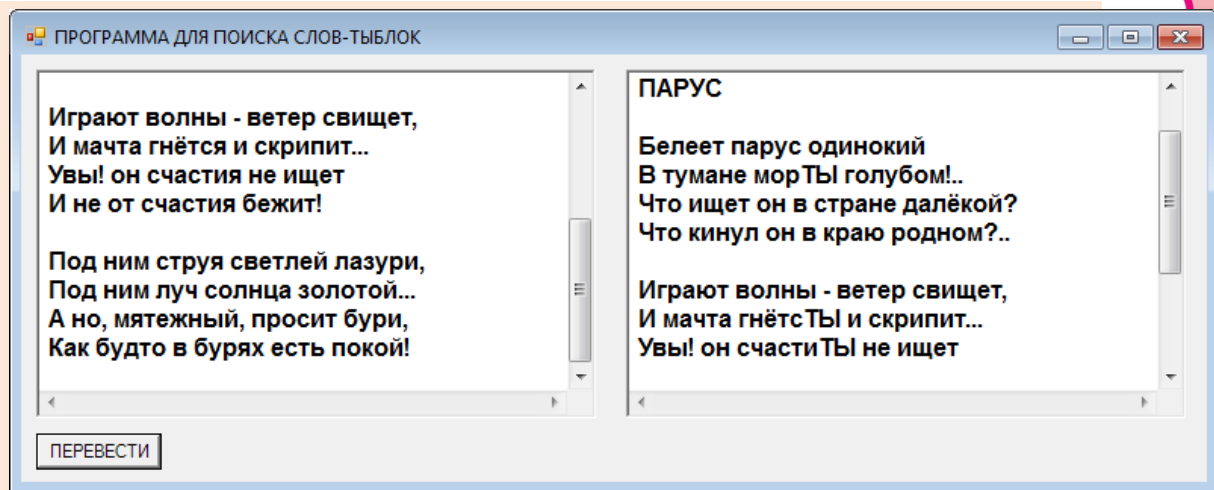 ПРОГРАММА ДЛЯ ПОИСКА СЛОВ-ТЫБЛОК
Играют волны - ветер свищет,
И мачта гнётся и скрипит...
Увы! он счастия не ищет
И не от счастия бежит!
Под ним струя светлей лазури,
Под ним луч солнца золотой...
А но, мятежный, просит бури,
Как будто в бурях есть покой!
ПАРУС
Белеет парус одинокий
В тумане морТЫ голубом!..
Что ищет он в стране далёкой?
Что кинул он в краю родном?..
Играют волны - ветер свищет,
И мачта гнётсТЫ и скрипит...
Увы! он счастиТЫ не ищет
ПЕРЕВЕСТИ